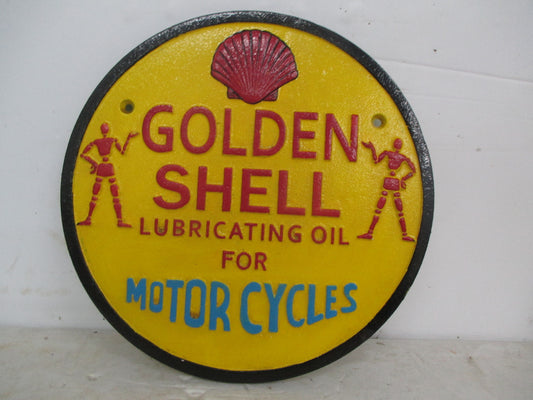 GOLDEN
SHELL
LUBRICATING OIL
FOR
MOTOR CYCLES